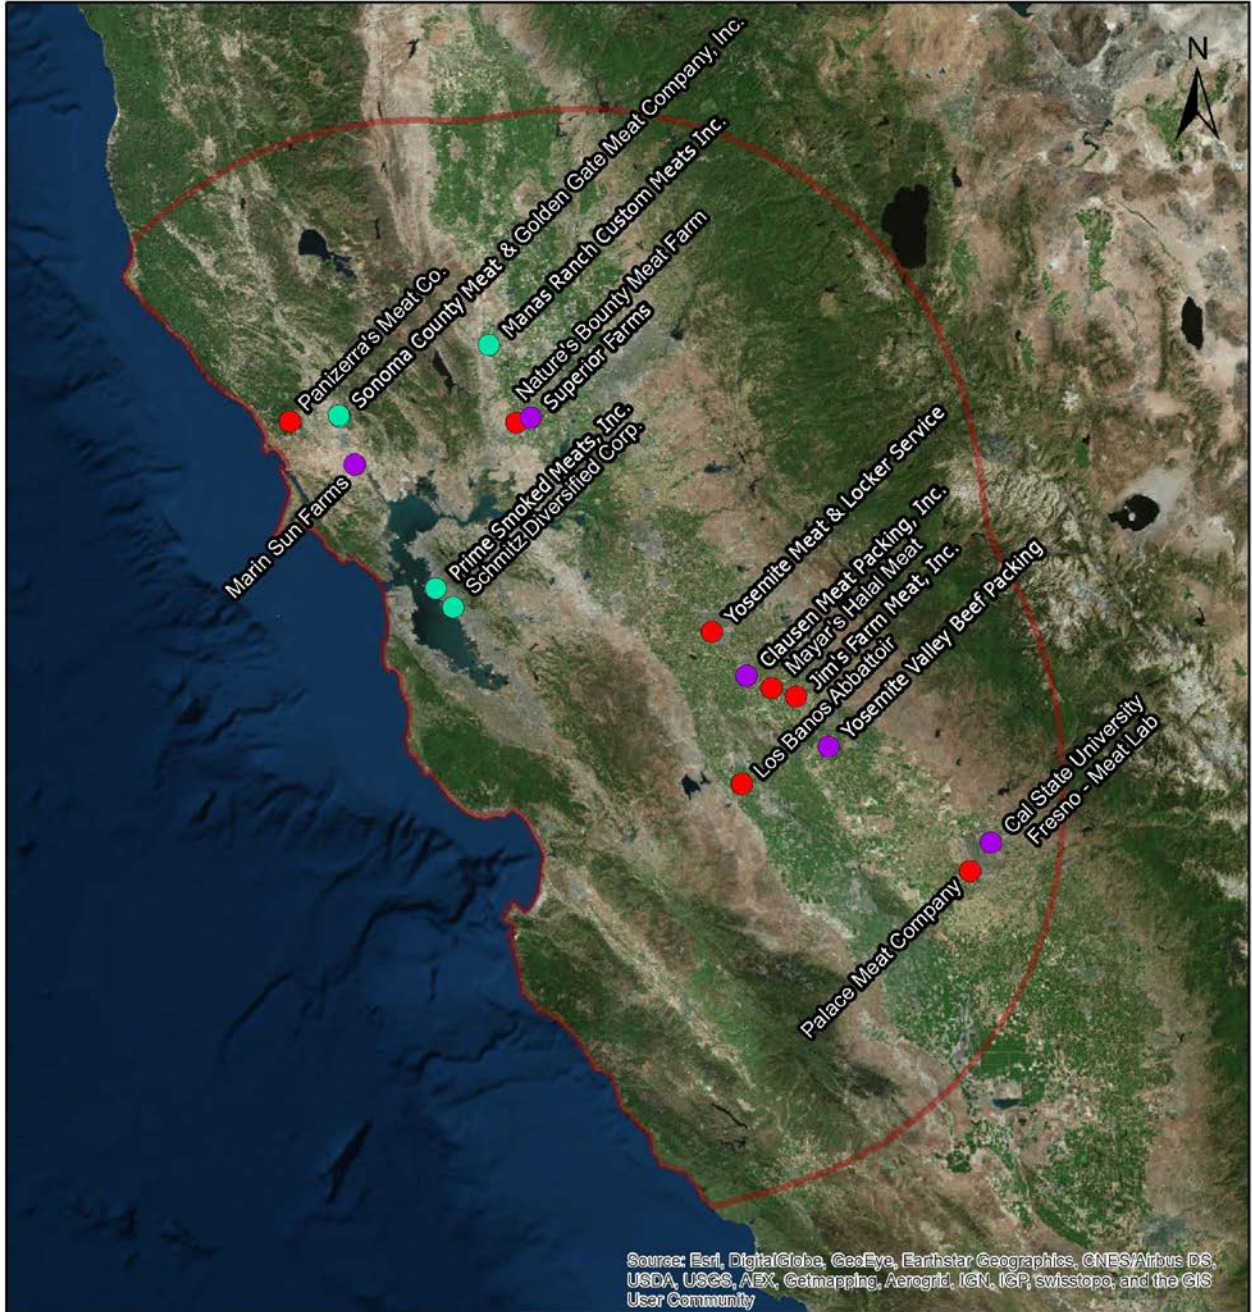 N
Sonoma County Meat & Golden Gate Meat Company, Inc.
Manas Ranch Custom Meats Inc.
Panizerra's Meat Co.
Nature's Bounty Meat Farm
Superior Farms
Marin Sun Farms
Prime Smoked Meats, Inc.
Schmitz Diversified Corp.
Yosemite Meat & Locker Service
Clausen Meat Packing, Inc.
Mayar's Halal Meat
Jim's Farm Meat, Inc.
Los Banos Abbattoir
Yosemite Valley Beef Packing
Cal State University
Fresno - Meat Lab
Palace Meat Company
Source: Esri, DigitalGlobe, GeoEye, Earthstar Geographics, CNES/Airbus DS,
USDA, USGS, AEX, Getmapping, Aerogrid, IGN, IGP, swisstopo, and the GIS
User Community